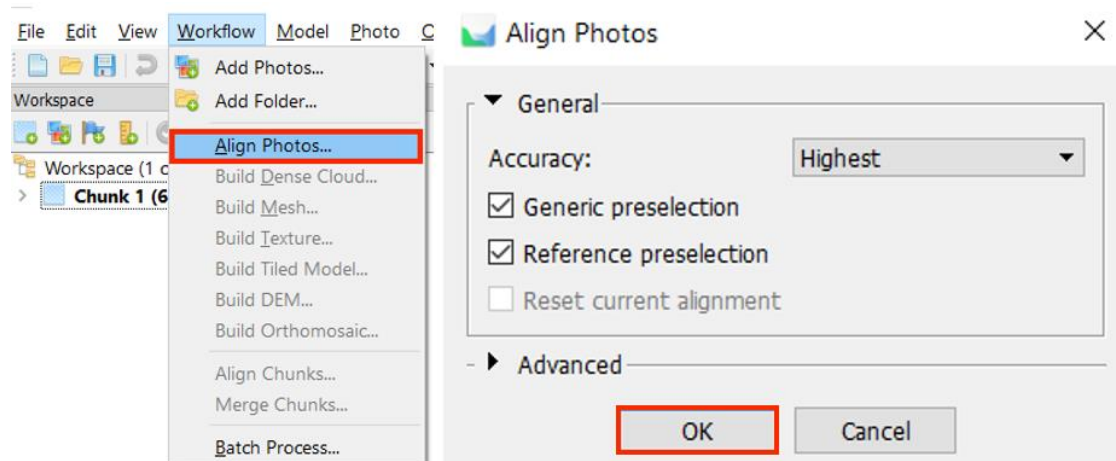 File Edit View Workflow Model Photo
Add Photos...
Workspace
Add Folder...
Align Photos...
Workspace (1
Build Dense Cloud...
Chunk 1 (6
Build Mesh...
Build Texture...
Build Tiled Model...
Build DEM...
Build Orthomosaic...
Align Chunks...
Merge Chunks...
Batch Process...
Align Photos
General
Accuracy: Highest
Generic preselection
Reference preselection
Reset current alignment
Advanced
OK Cancel